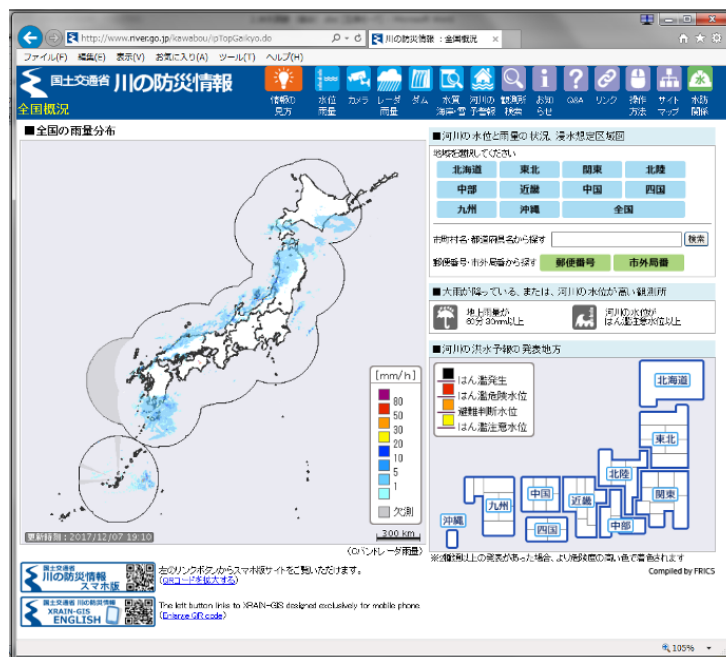 http://www.river.go.jp/kawabou/ipTopGaikyo.do
川の防災情報 : 全国概況
ファイル(F) 編集(E) 表示(V) お気に入り(A) ツール(T) ヘルプ(H)
国土交通省 川の防災情報
全国概況
情報の見方
水位雨量
カメラ
レーダ雨量
ダム
水質海岸・雪
河川の予警報
観測所検索
お知らせ
Q&A
リンク
操作方法
サイトマップ
水防関係
■全国の雨量分布
[mm/h]
80
50
30
20
10
5
1
欠測
300 km
更新時刻 : 2017/12/07 19:10
(Cバンドレーダ雨量)
■河川の水位と雨量の状況、浸水想定区域図
地域を選択してください
北海道 東北 関東 北陸
中部 近畿 中国 四国
九州 沖縄 全国
市町村名・都道府県名から探す 検索
郵便番号・市外局番から探す 郵便番号 市外局番
■大雨が降っている、または、河川の水位が高い観測所
地上雨量が
60分 30mm以上
河川の水位が
はん濫注意水位以上
■河川の洪水予報の発表地方
はん濫発生
はん濫危険水位
避難判断水位
はん濫注意水位
北海道
東北
北陸
関東
中部
近畿
中国
四国
九州
沖縄
※2種類以上の発表があった場合、より危険度の高い色で着色されます
Compiled by FRICS
国土交通省
川の防災情報
スマホ版
左のリンクボタンからスマホ版サイトをご覧いただけます。
(QRコードを拡大する)
国土交通省 川の防災情報
XRAIN-GIS
ENGLISH
The left button links to XRAIN-GIS designed exclusively for mobile phone
(Enlarge QR code)
105%